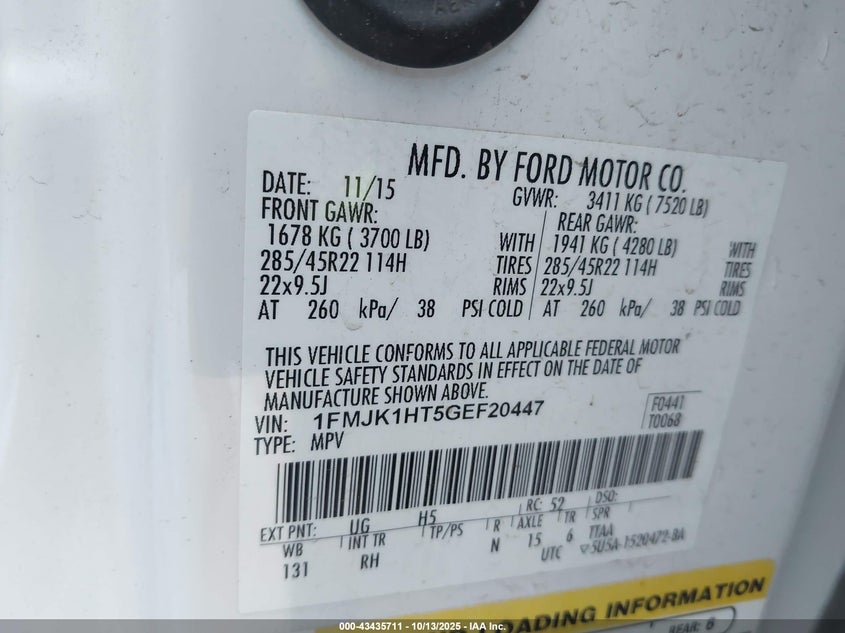 MFD. BY FORD MOTOR CO.
DATE: 11/15 GVWR: 3411 KG ( 7520 LB)
FRONT GAWR: REAR GAWR:
1678 KG ( 3700 LB) WITH 1941 KG ( 4280 LB) WITH
285/45R22 114H TIRES 285/45R22 114H TIRES
22x9.5J RIMS 22x9.5J RIMS
AT 260 kPa/ 38 PSI COLD AT 260 kPa/ 38 PSI COLD
THIS VEHICLE CONFORMS TO ALL APPLICABLE FEDERAL MOTOR
VEHICLE SAFETY STANDARDS IN EFFECT ON THE DATE OF
MANUFACTURE SHOWN ABOVE.
VIN: 1FMJK1HT5GEF20447 F0441
TYPE: MPV T0068
EXT PNT: UG H5 RC: 52 DSO:
WB INT TR TP/PS R AXLE TR SPR
131 RH N 15 6 TTAA
UTC 5U5A-1520472-BA
LOADING INFORMATION
REAR: 6
000-43435711 - 10/13/2025 - IAA Inc.